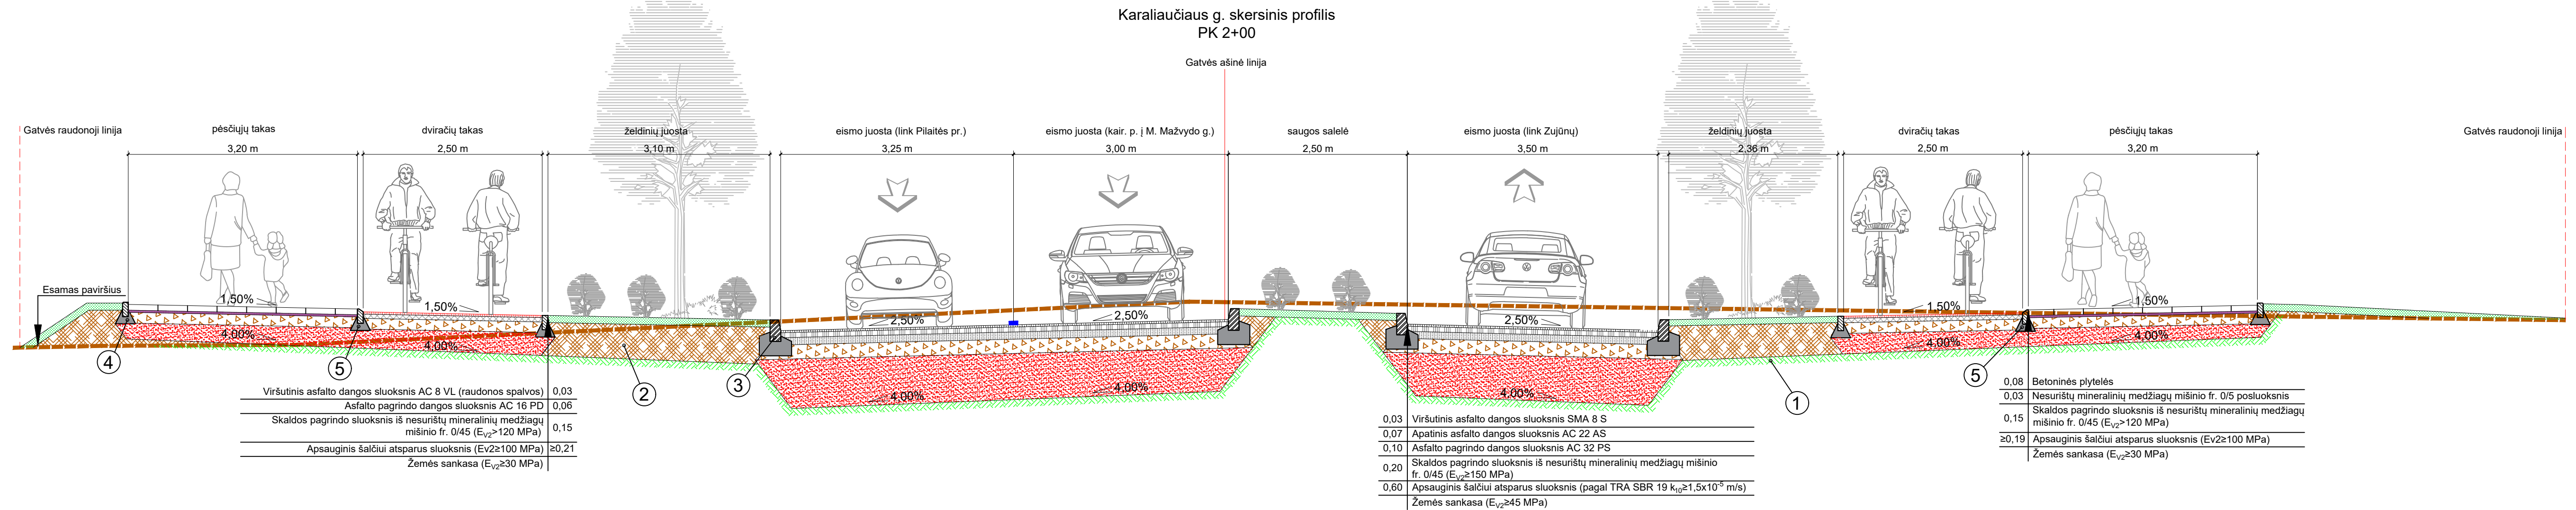 Karaliaučiaus g. skersinis profilis
PK 2+00
Gatvės ašinė linija
Gatvės raudonoji linija
pėsčiųjų takas
dviračių takas
želdinių juosta
eismo juosta (link Pilaitės pr.)
eismo juosta (kair. p. į M. Mažvydo g.)
saugos salelė
eismo juosta (link Zujūnų)
želdinių juosta
dviračių takas
pėsčiųjų takas
Gatvės raudonoji linija
3,20 m
2,50 m
3,10 m
3,25 m
3,00 m
2,50 m
3,50 m
2,36 m
2,50 m
3,20 m
Esamas paviršius
1,50%
1,50%
2,50%
2,50%
2,50%
1,50%
1,50%
4,00%
4,00%
4,00%
4,00%
4,00%
4,00%
4,00%
4
5
2
3
1
5
Viršutinis asfalto dangos sluoksnis AC 8 VL (raudonos spalvos) 0,03
Asfalto pagrindo dangos sluoksnis AC 16 PD 0,06
Skaldos pagrindo sluoksnis iš nesurištų mineralinių medžiagų
mišinio fr. 0/45 (EV2>120 MPa) 0,15
Apsauginis šalčiui atsparus sluoksnis (Ev2≥100 MPa) ≥0,21
Žemės sankasa (EV2≥30 MPa)
0,03 Viršutinis asfalto dangos sluoksnis SMA 8 S
0,07 Apatinis asfalto dangos sluoksnis AC 22 AS
0,10 Asfalto pagrindo dangos sluoksnis AC 32 PS
0,20 Skaldos pagrindo sluoksnis iš nesurištų mineralinių medžiagų mišinio
fr. 0/45 (EV2≥150 MPa)
0,60 Apsauginis šalčiui atsparus sluoksnis (pagal TRA SBR 19 k10≥1,5x10-5 m/s)
Žemės sankasa (EV2≥45 MPa)
0,08 Betoninės plytelės
0,03 Nesurištų mineralinių medžiagų mišinio fr. 0/5 posluoksnis
0,15 Skaldos pagrindo sluoksnis iš nesurištų mineralinių medžiagų
mišinio fr. 0/45 (EV2>120 MPa)
≥0,19 Apsauginis šalčiui atsparus sluoksnis (Ev2≥100 MPa)
Žemės sankasa (EV2≥30 MPa)